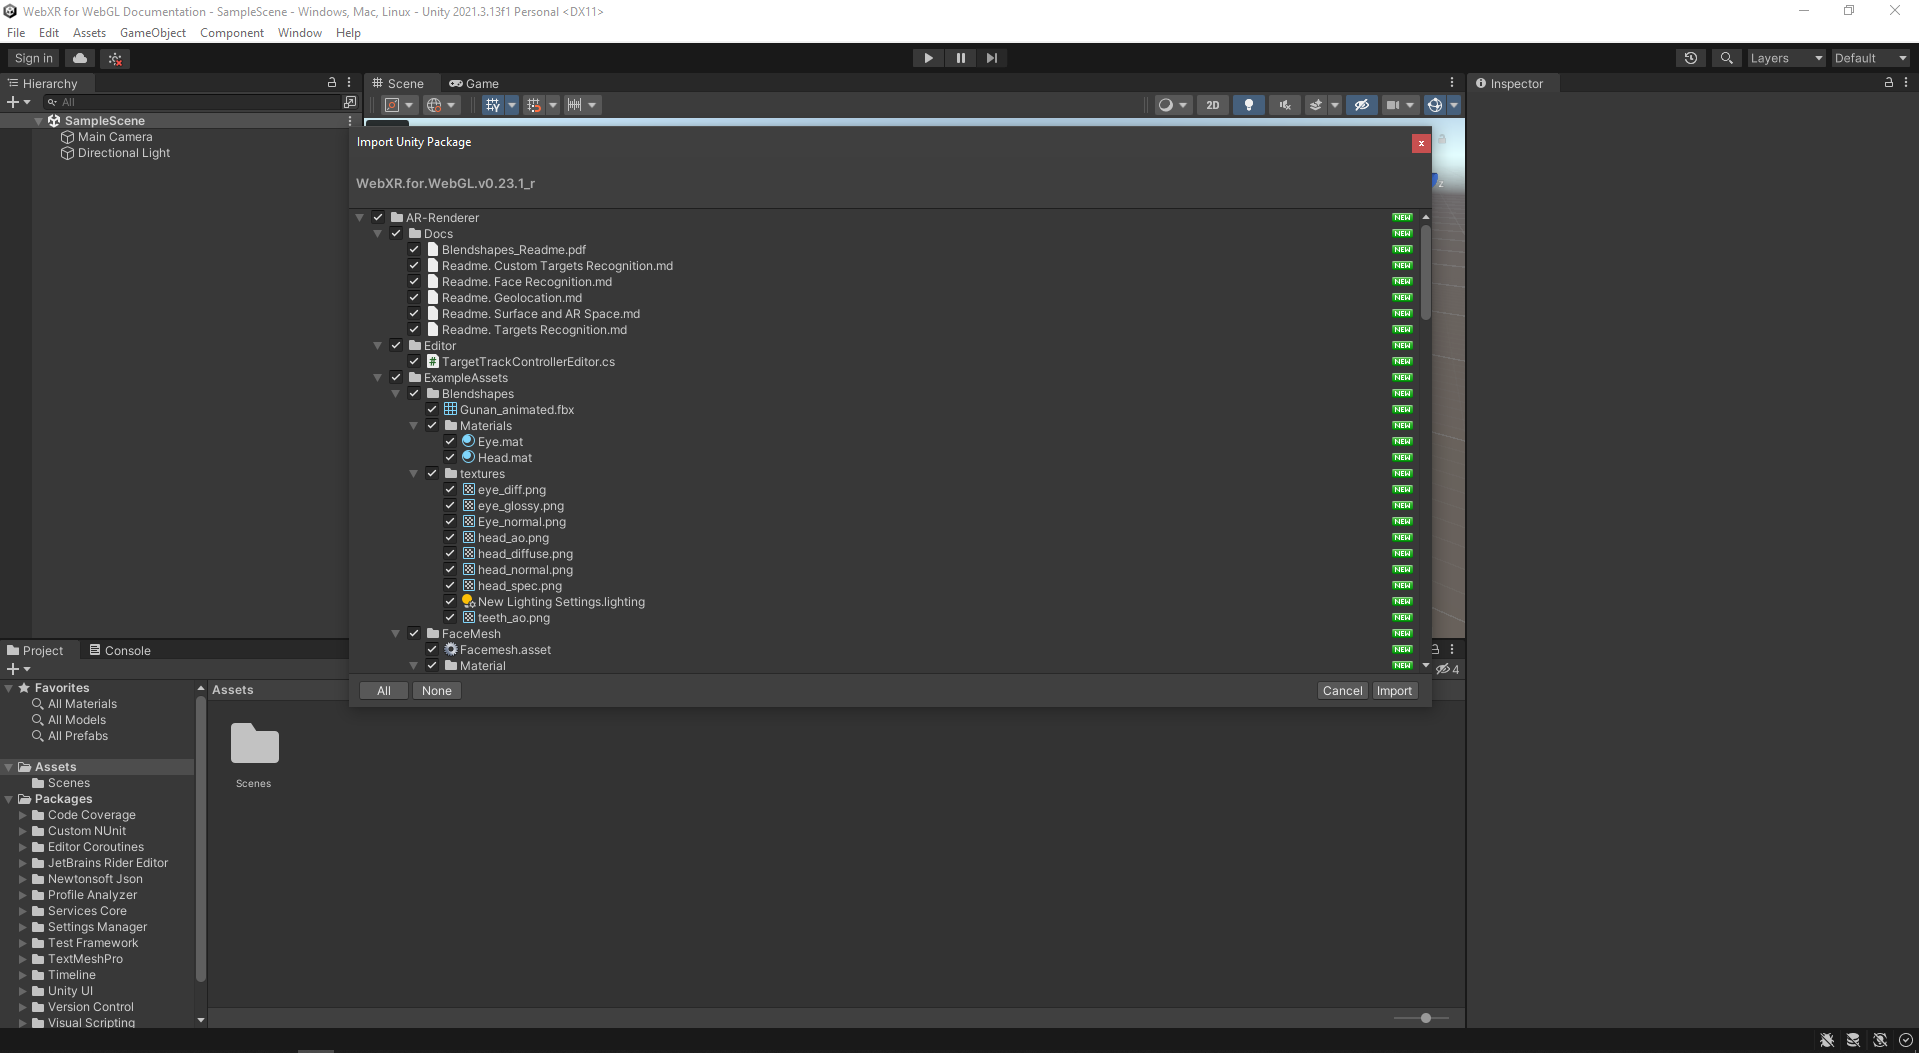 WebXR for WebGL Documentation - SampleScene - Windows, Mac, Linux - Unity 2021.3.13f1 Personal <DX11>
File Edit Assets GameObject Component Window Help
Sign in
Layers
Default
Hierarchy
All
SampleScene
Main Camera
Directional Light
Scene
Game
2D
Inspector
Import Unity Package
x
WebXR.for.WebGL.v0.23.1_r
AR-Renderer NEW
Docs NEW
Blendshapes_Readme.pdf NEW
Readme. Custom Targets Recognition.md NEW
Readme. Face Recognition.md NEW
Readme. Geolocation.md NEW
Readme. Surface and AR Space.md NEW
Readme. Targets Recognition.md NEW
Editor NEW
TargetTrackControllerEditor.cs NEW
ExampleAssets NEW
Blendshapes NEW
Gunan_animated.fbx NEW
Materials NEW
Eye.mat NEW
Head.mat NEW
textures NEW
eye_diff.png NEW
eye_glossy.png NEW
Eye_normal.png NEW
head_ao.png NEW
head_diffuse.png NEW
head_normal.png NEW
head_spec.png NEW
New Lighting Settings.lighting NEW
teeth_ao.png NEW
FaceMesh NEW
Facemesh.asset NEW
Material NEW
All None Cancel Import
Project
Console
4
Favorites
All Materials
All Models
All Prefabs
Assets
Scenes
Packages
Code Coverage
Custom NUnit
Editor Coroutines
JetBrains Rider Editor
Newtonsoft Json
Profile Analyzer
Services Core
Settings Manager
Test Framework
TextMeshPro
Timeline
Unity UI
Version Control
Visual Scripting
Assets
Scenes